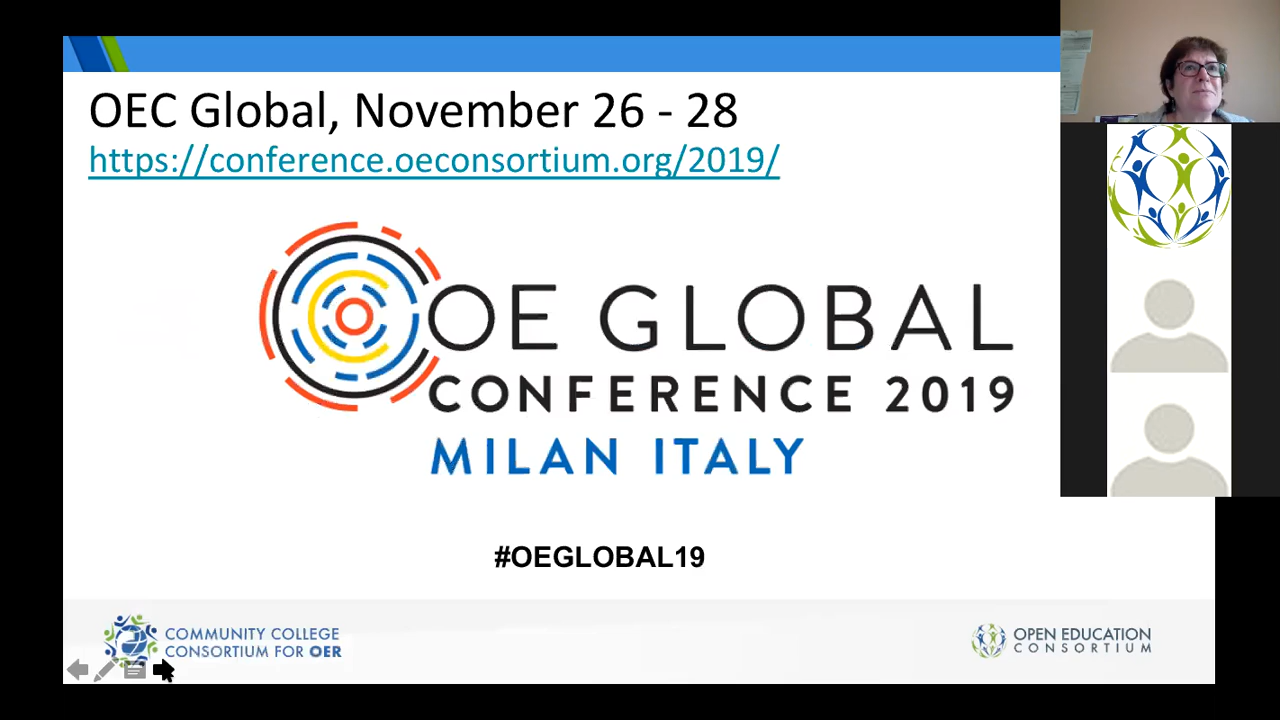 OEC Global, November 26 - 28
https://conference.oeconsortium.org/2019/
OE GLOBAL
CONFERENCE 2019
MILAN ITALY
#OEGLOBAL19
COMMUNITY COLLEGE
CONSORTIUM FOR OER
OPEN EDUCATION
CONSORTIUM